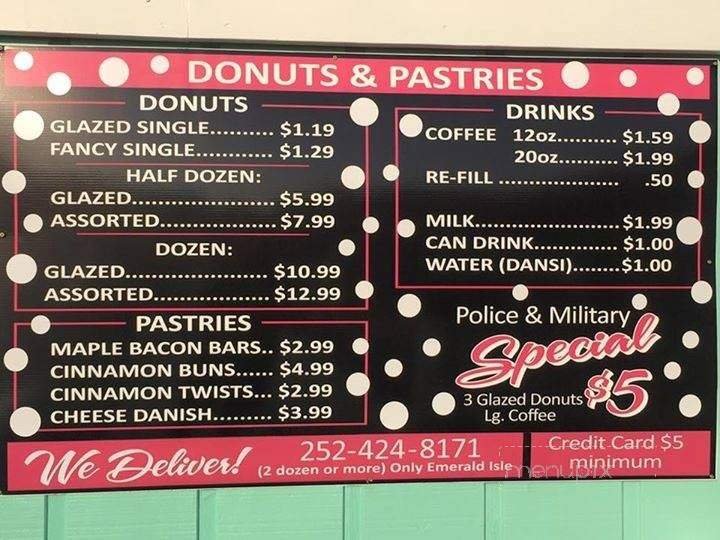 DONUTS & PASTRIES
DONUTS
GLAZED SINGLE........... $1.19
FANCY SINGLE............. $1.29
HALF DOZEN:
GLAZED....................... $5.99
ASSORTED................... $7.99
DOZEN:
GLAZED....................... $10.99
ASSORTED................... $12.99
PASTRIES
MAPLE BACON BARS.. $2.99
CINNAMON BUNS...... $4.99
CINNAMON TWISTS... $2.99
CHEESE DANISH......... $3.99
DRINKS
COFFEE 12oz........... $1.59
20oz........... $1.99
RE-FILL ..................... .50
MILK........................$1.99
CAN DRINK.............. $1.00
WATER (DANSI)........$1.00
Police & Military
Special
3 Glazed Donuts $5
Lg. Coffee
We Deliver!
252-424-8171
(2 dozen or more) Only Emerald Isle
Credit Card $5
minimum
menupix